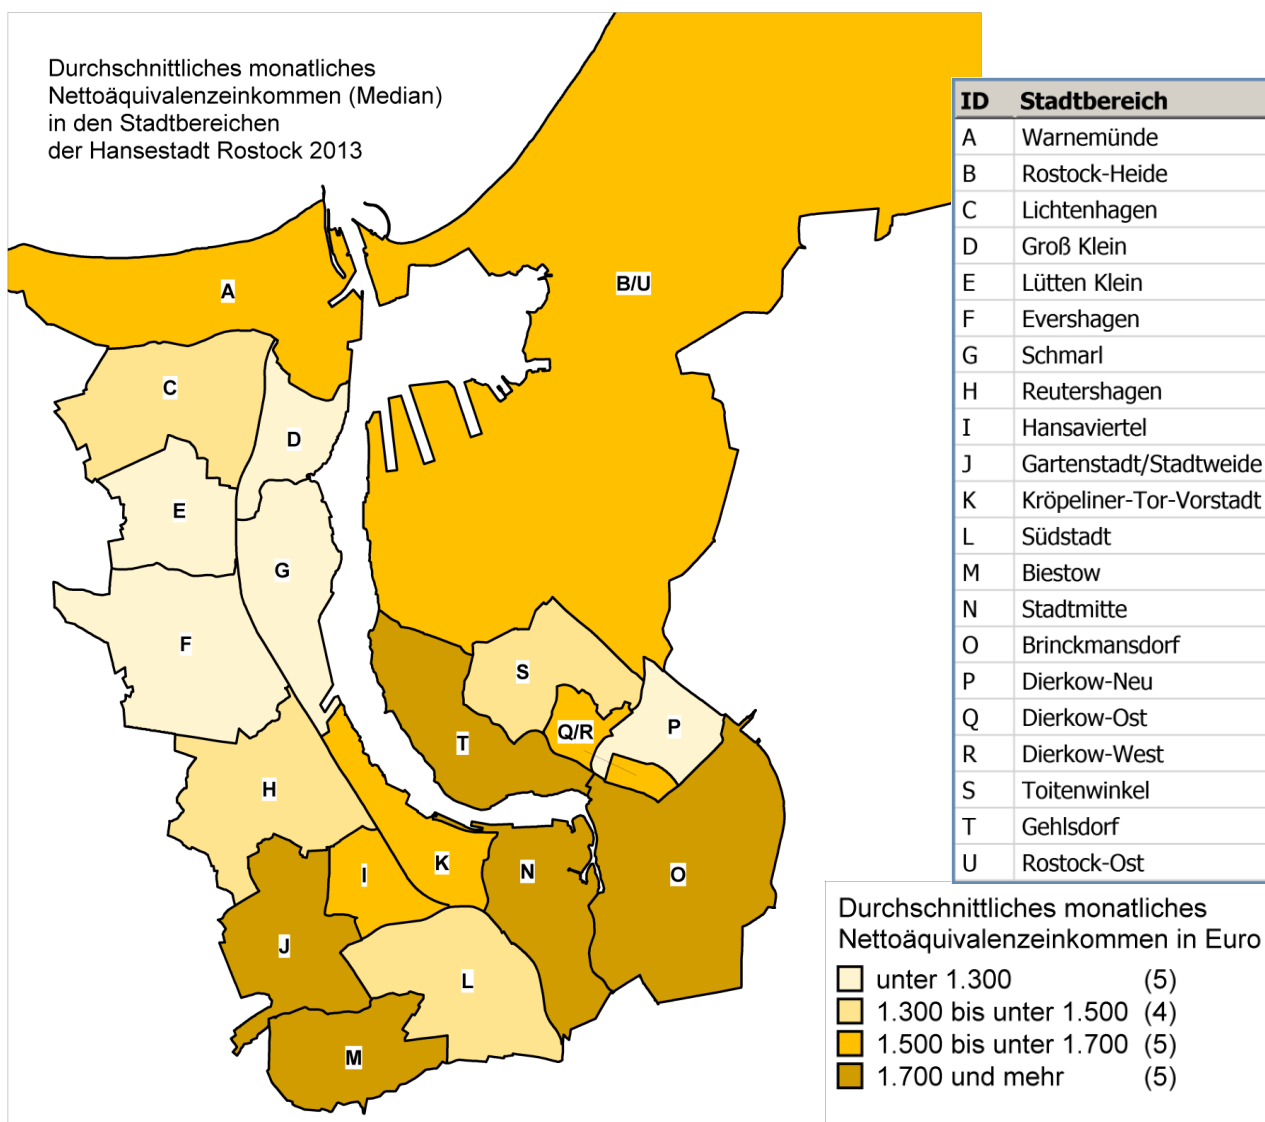 Durchschnittliches monatliches
Nettoäquivalenzeinkommen (Median)
in den Stadtbereichen
der Hansestadt Rostock 2013
ID Stadtbereich
A Warnemünde
B Rostock-Heide
C Lichtenhagen
D Groß Klein
E Lütten Klein
F Evershagen
G Schmarl
H Reutershagen
I Hansaviertel
J Gartenstadt/Stadtweide
K Kröpeliner-Tor-Vorstadt
L Südstadt
M Biestow
N Stadtmitte
O Brinckmansdorf
P Dierkow-Neu
Q Dierkow-Ost
R Dierkow-West
S Toitenwinkel
T Gehlsdorf
U Rostock-Ost
A
B/U
C
D
E
G
F
S
P
Q/R
T
H
K
I
N
O
J
L
M
Durchschnittliches monatliches
Nettoäquivalenzeinkommen in Euro
unter 1.300 (5)
1.300 bis unter 1.500 (4)
1.500 bis unter 1.700 (5)
1.700 und mehr (5)